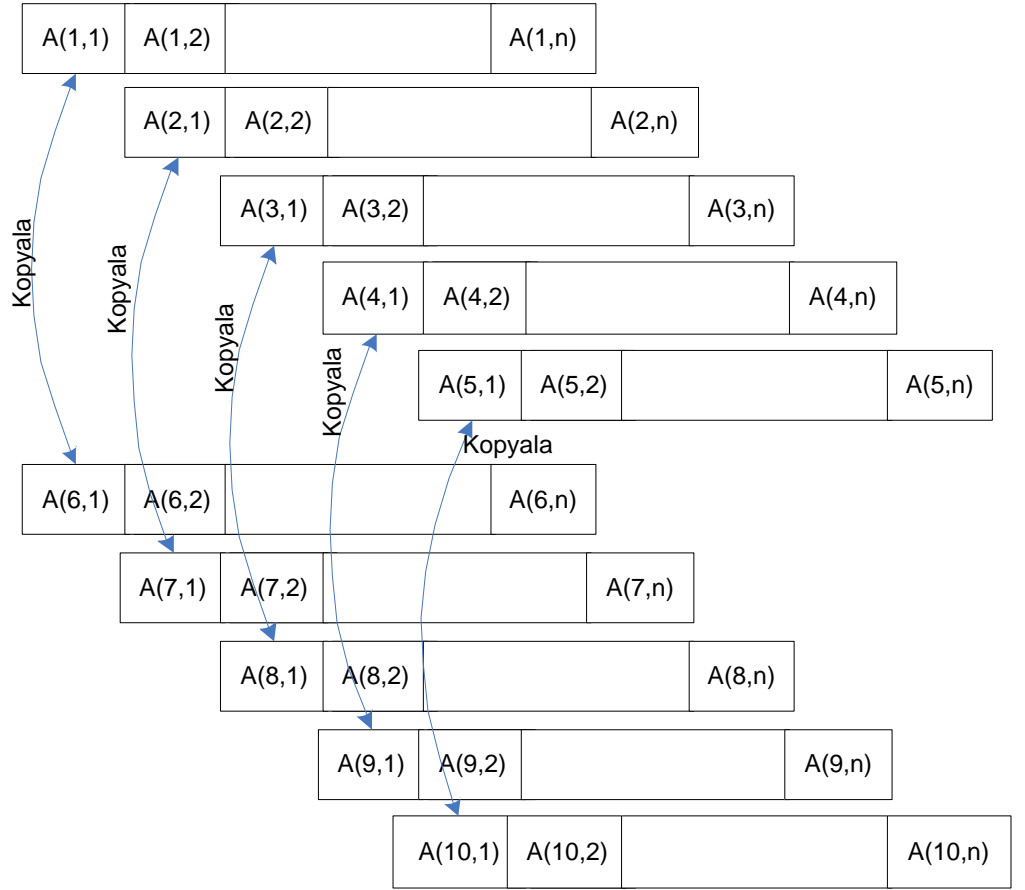 A(1,1) A(1,2) A(1,n)
A(2,1) A(2,2) A(2,n)
A(3,1) A(3,2) A(3,n)
Kopyala
Kopyala
Kopyala
Kopyala
A(4,1) A(4,2) A(4,n)
A(5,1) A(5,2) A(5,n)
Kopyala
A(6,1) A(6,2) A(6,n)
A(7,1) A(7,2) A(7,n)
A(8,1) A(8,2) A(8,n)
A(9,1) A(9,2) A(9,n)
A(10,1) A(10,2) A(10,n)